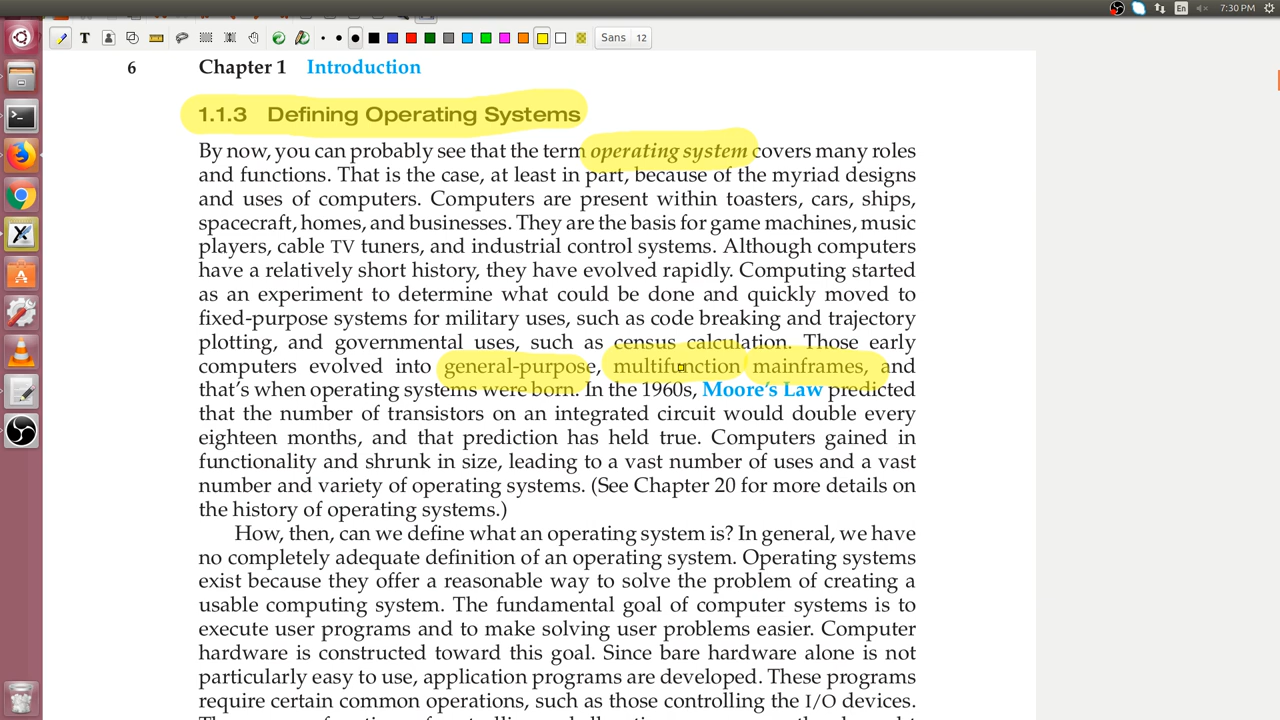 En 7:30 PM
T Sans 12
6 Chapter 1 Introduction
1.1.3 Defining Operating Systems
By now, you can probably see that the term operating system covers many roles
and functions. That is the case, at least in part, because of the myriad designs
and uses of computers. Computers are present within toasters, cars, ships,
spacecraft, homes, and businesses. They are the basis for game machines, music
players, cable TV tuners, and industrial control systems. Although computers
have a relatively short history, they have evolved rapidly. Computing started
as an experiment to determine what could be done and quickly moved to
fixed-purpose systems for military uses, such as code breaking and trajectory
plotting, and governmental uses, such as census calculation. Those early
computers evolved into general-purpose, multifunction mainframes, and
that's when operating systems were born. In the 1960s, Moore's Law predicted
that the number of transistors on an integrated circuit would double every
eighteen months, and that prediction has held true. Computers gained in
functionality and shrunk in size, leading to a vast number of uses and a vast
number and variety of operating systems. (See Chapter 20 for more details on
the history of operating systems.)
How, then, can we define what an operating system is? In general, we have
no completely adequate definition of an operating system. Operating systems
exist because they offer a reasonable way to solve the problem of creating a
usable computing system. The fundamental goal of computer systems is to
execute user programs and to make solving user problems easier. Computer
hardware is constructed toward this goal. Since bare hardware alone is not
particularly easy to use, application programs are developed. These programs
require certain common operations, such as those controlling the I/O devices.